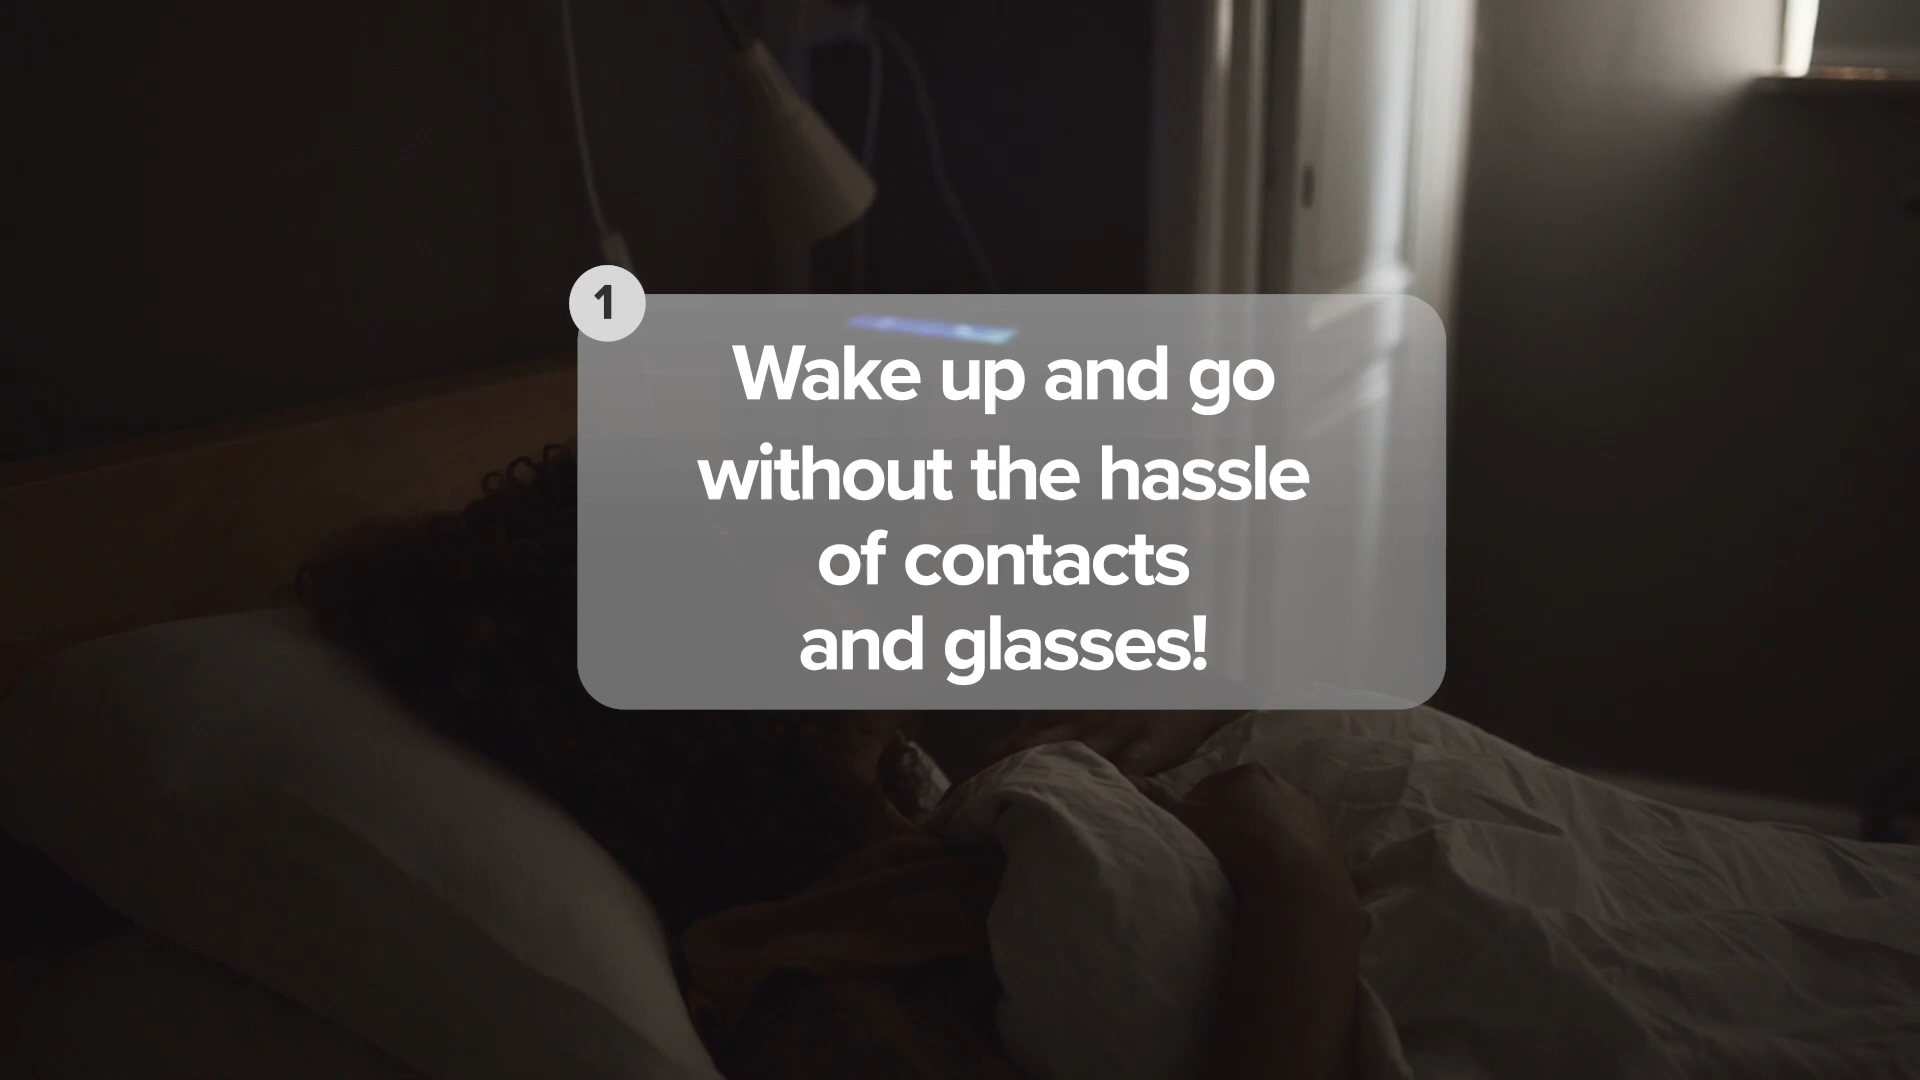 1
Wake up and go
without the hassle
of contacts
and glasses!